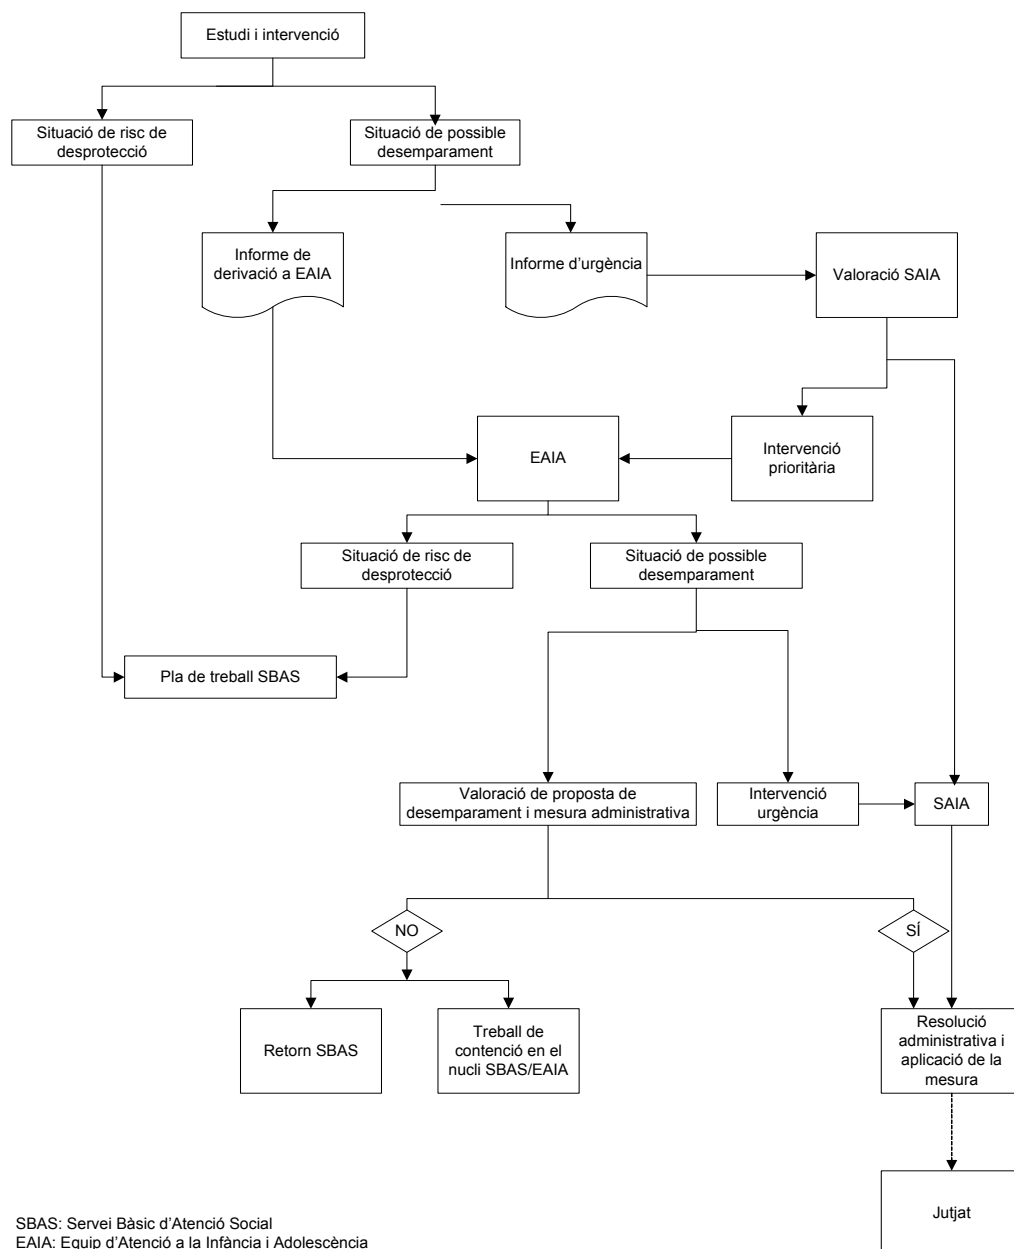 Estudi i intervenció
Situació de risc de
desprotecció
Situació de possible
desemparament
Informe de
derivació a EAIA
Informe d'urgència
Valoració SAIA
EAIA
Intervenció
prioritària
Situació de risc de
desprotecció
Situació de possible
desemparament
Pla de treball SBAS
Valoració de proposta de
desemparament i mesura administrativa
Intervenció
urgència
SAIA
NO
SÍ
Retorn SBAS
Treball de
contenció en el
nucli SBAS/EAIA
Resolució
administrativa i
aplicació de la
mesura
Jutjat
SBAS: Servei Bàsic d'Atenció Social
EAIA: Equip d'Atenció a la Infància i Adolescència